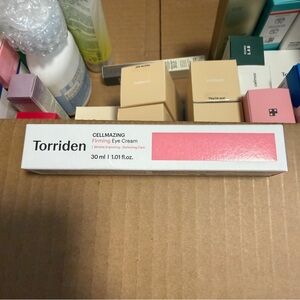 Torriden
CELLMAZING
Firming Eye Cream
30 ml | 1.01 fl.oz.